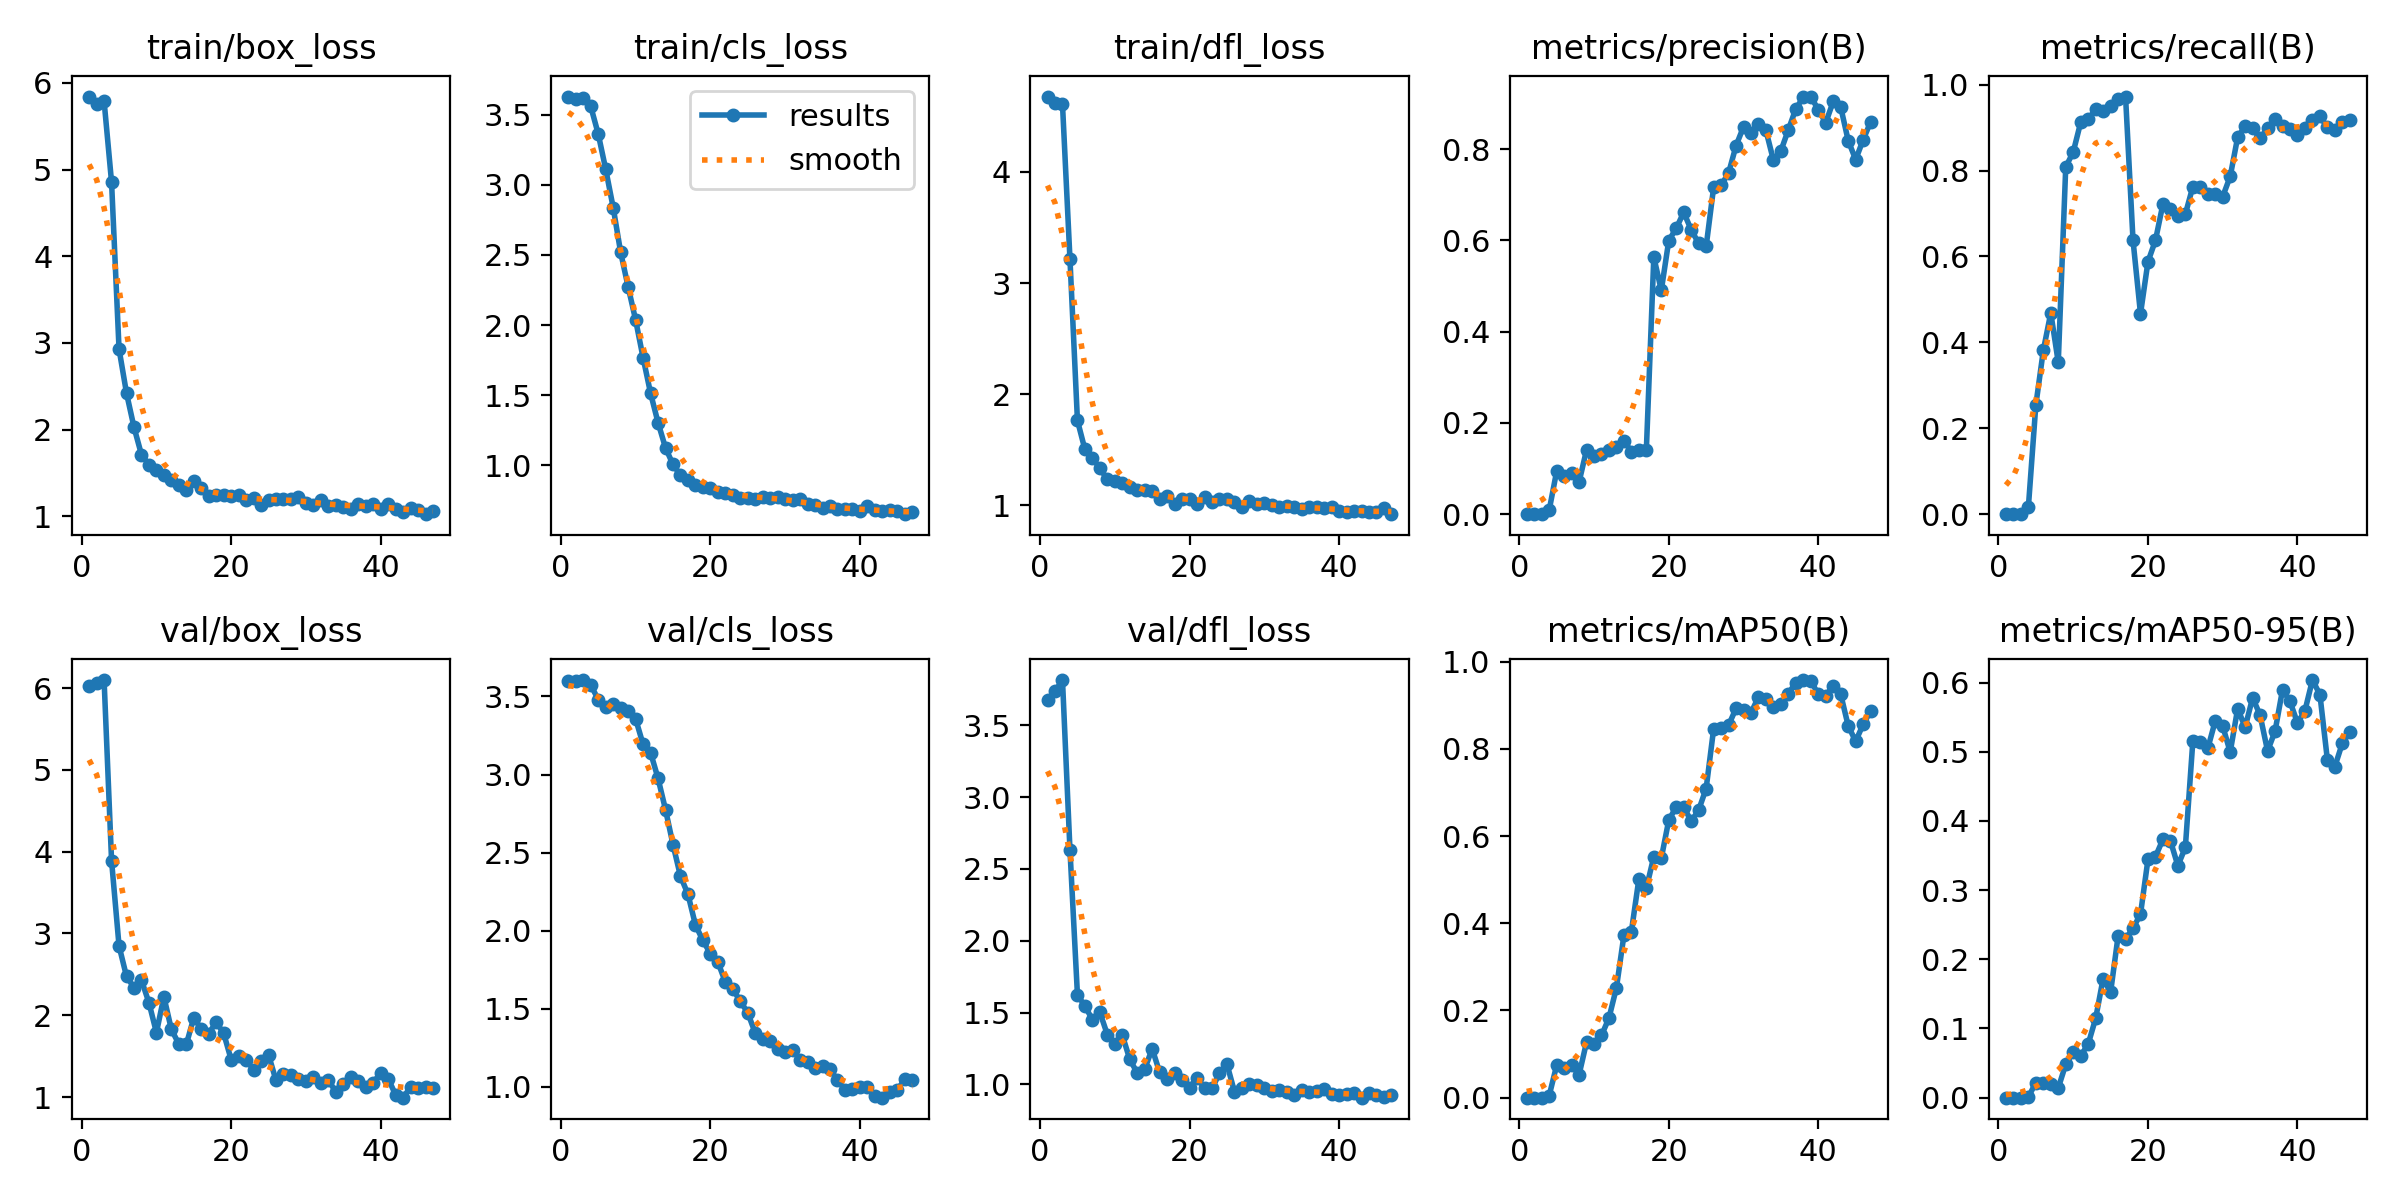 train/box_loss
train/cls_loss
train/dfl_loss
metrics/precision(B)
metrics/recall(B)
6
5
4
3
2
1
0 20 40
3.5
3.0
2.5
2.0
1.5
1.0
0 20 40
results
smooth
4
3
2
1
0 20 40
0.8
0.6
0.4
0.2
0.0
0 20 40
1.0
0.8
0.6
0.4
0.2
0.0
0 20 40
val/box_loss
val/cls_loss
val/dfl_loss
metrics/mAP50(B)
metrics/mAP50-95(B)
6
5
4
3
2
1
0 20 40
3.5
3.0
2.5
2.0
1.5
1.0
0 20 40
3.5
3.0
2.5
2.0
1.5
1.0
0 20 40
1.0
0.8
0.6
0.4
0.2
0.0
0 20 40
0.6
0.5
0.4
0.3
0.2
0.1
0.0
0 20 40